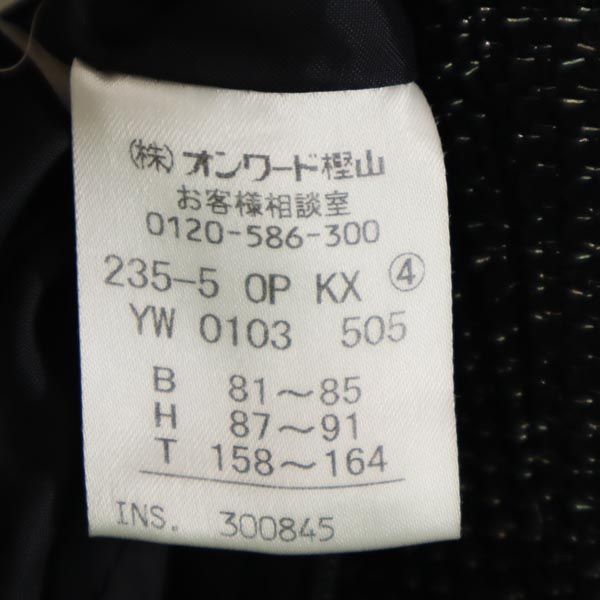 (株)オンワード樫山
お客様相談室
0120-586-300
235-5 OP KX ④
YW 0103 505
B 81～85
H 87～91
T 158～164
INS. 300845